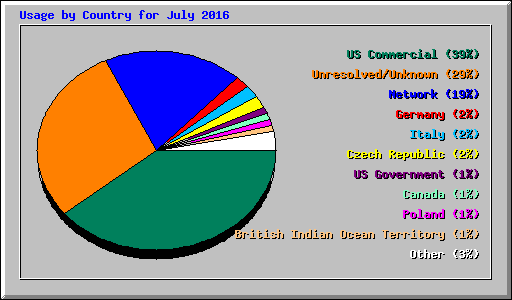 Usage by Country for July 2016
US Commercial (39%)
Unresolved/Unknown (29%)
Network (19%)
Germany (2%)
Italy (2%)
Czech Republic (2%)
US Government (1%)
Canada (1%)
Poland (1%)
British Indian Ocean Territory (1%)
Other (3%)